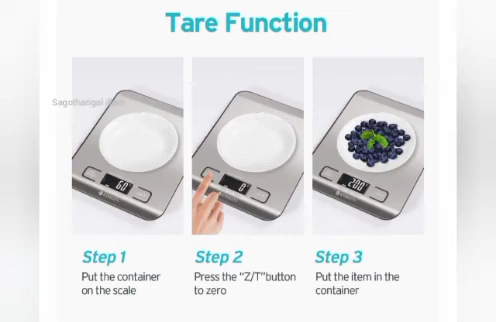 Tare Function
Sagotharigal
60
0
200
Step 1
Put the container
on the scale
Step 2
Press the "Z/T"button
to zero
Step 3
Put the item in the
container